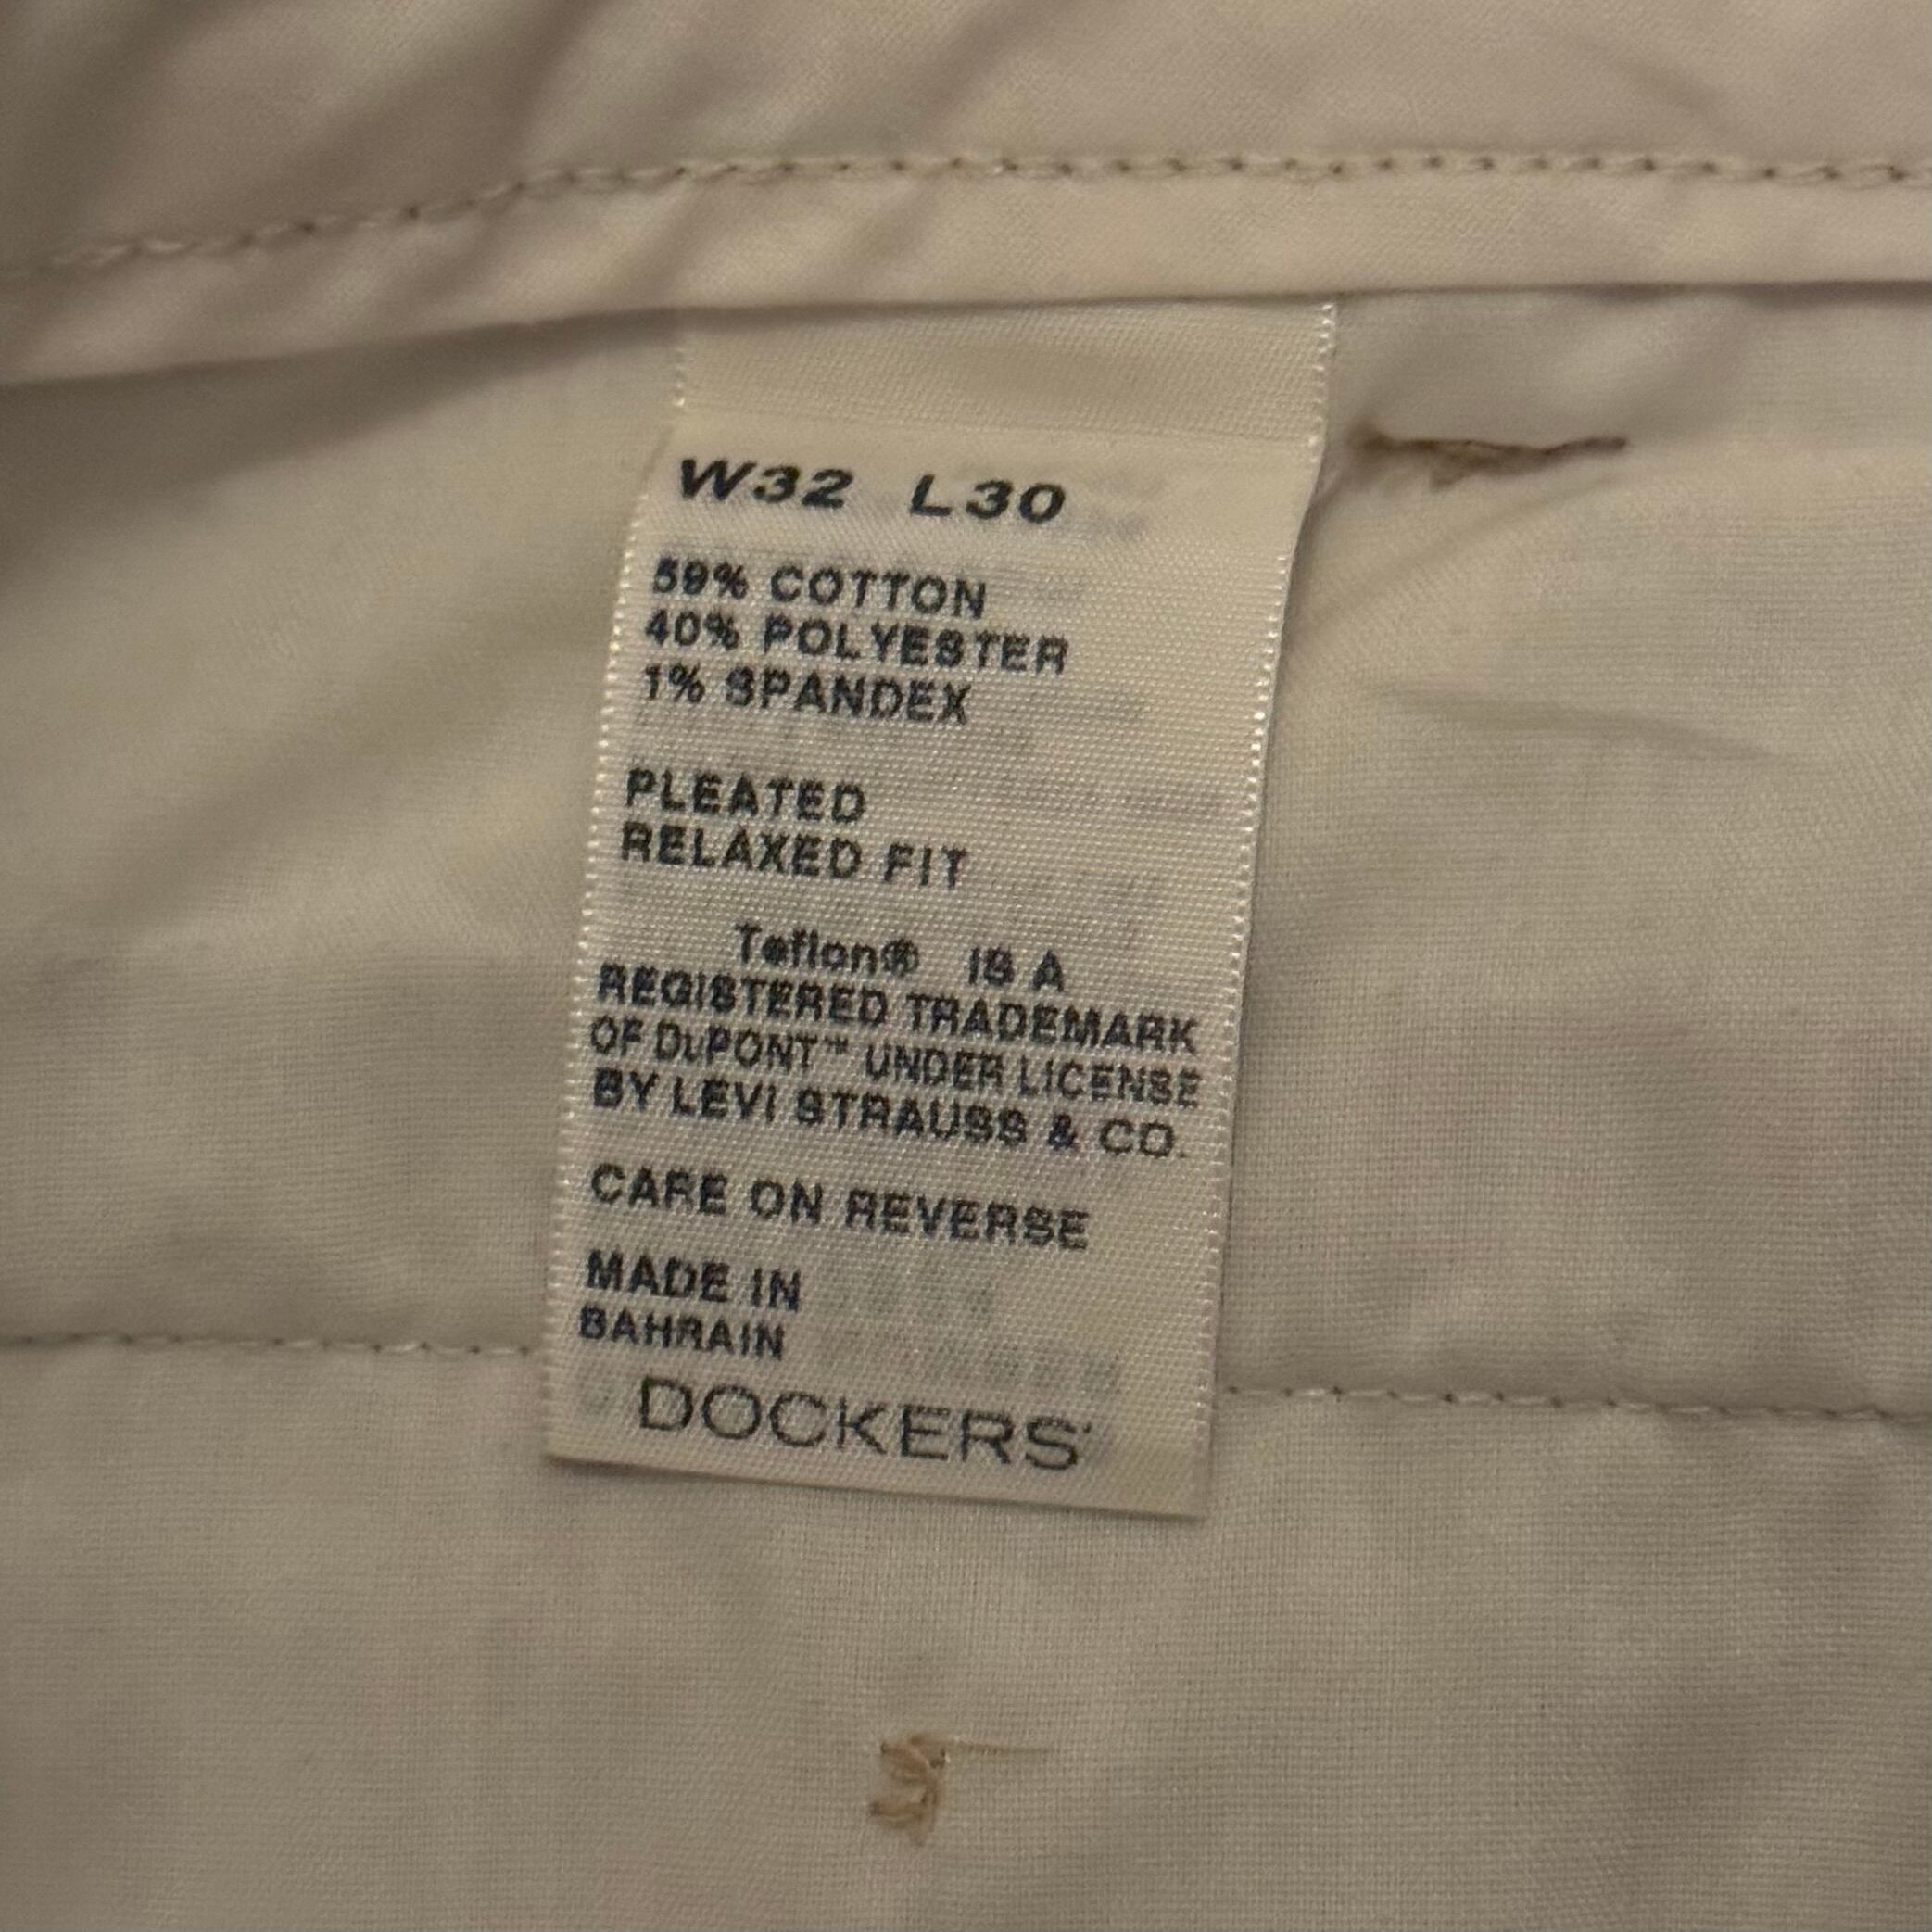 W32 L30
59% COTTON
40% POLYESTER
1% SPANDEX
PLEATED
RELAXED FIT
Teflon® IS A
REGISTERED TRADEMARK
OF DuPONT™ UNDER LICENSE
BY LEVI STRAUSS & CO.
CARE ON REVERSE
MADE IN
BAHRAIN
DOCKERS®